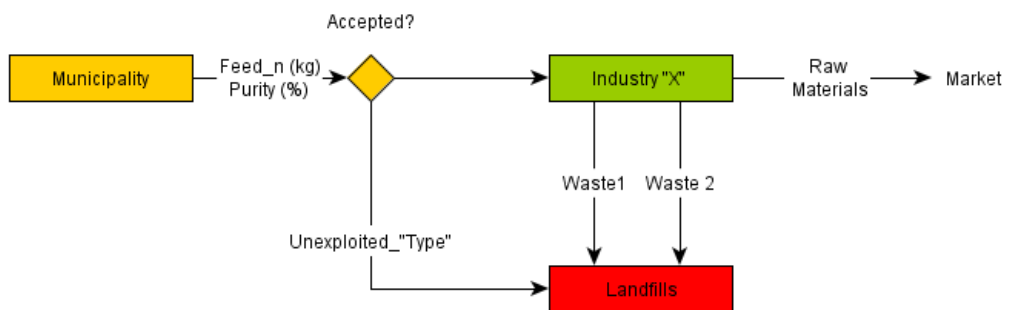 Accepted?
Municipality
Feed_n (kg)
Purity (%)
Industry "X"
Raw
Materials
Market
Waste1
Waste 2
Unexploited_"Type"
Landfills